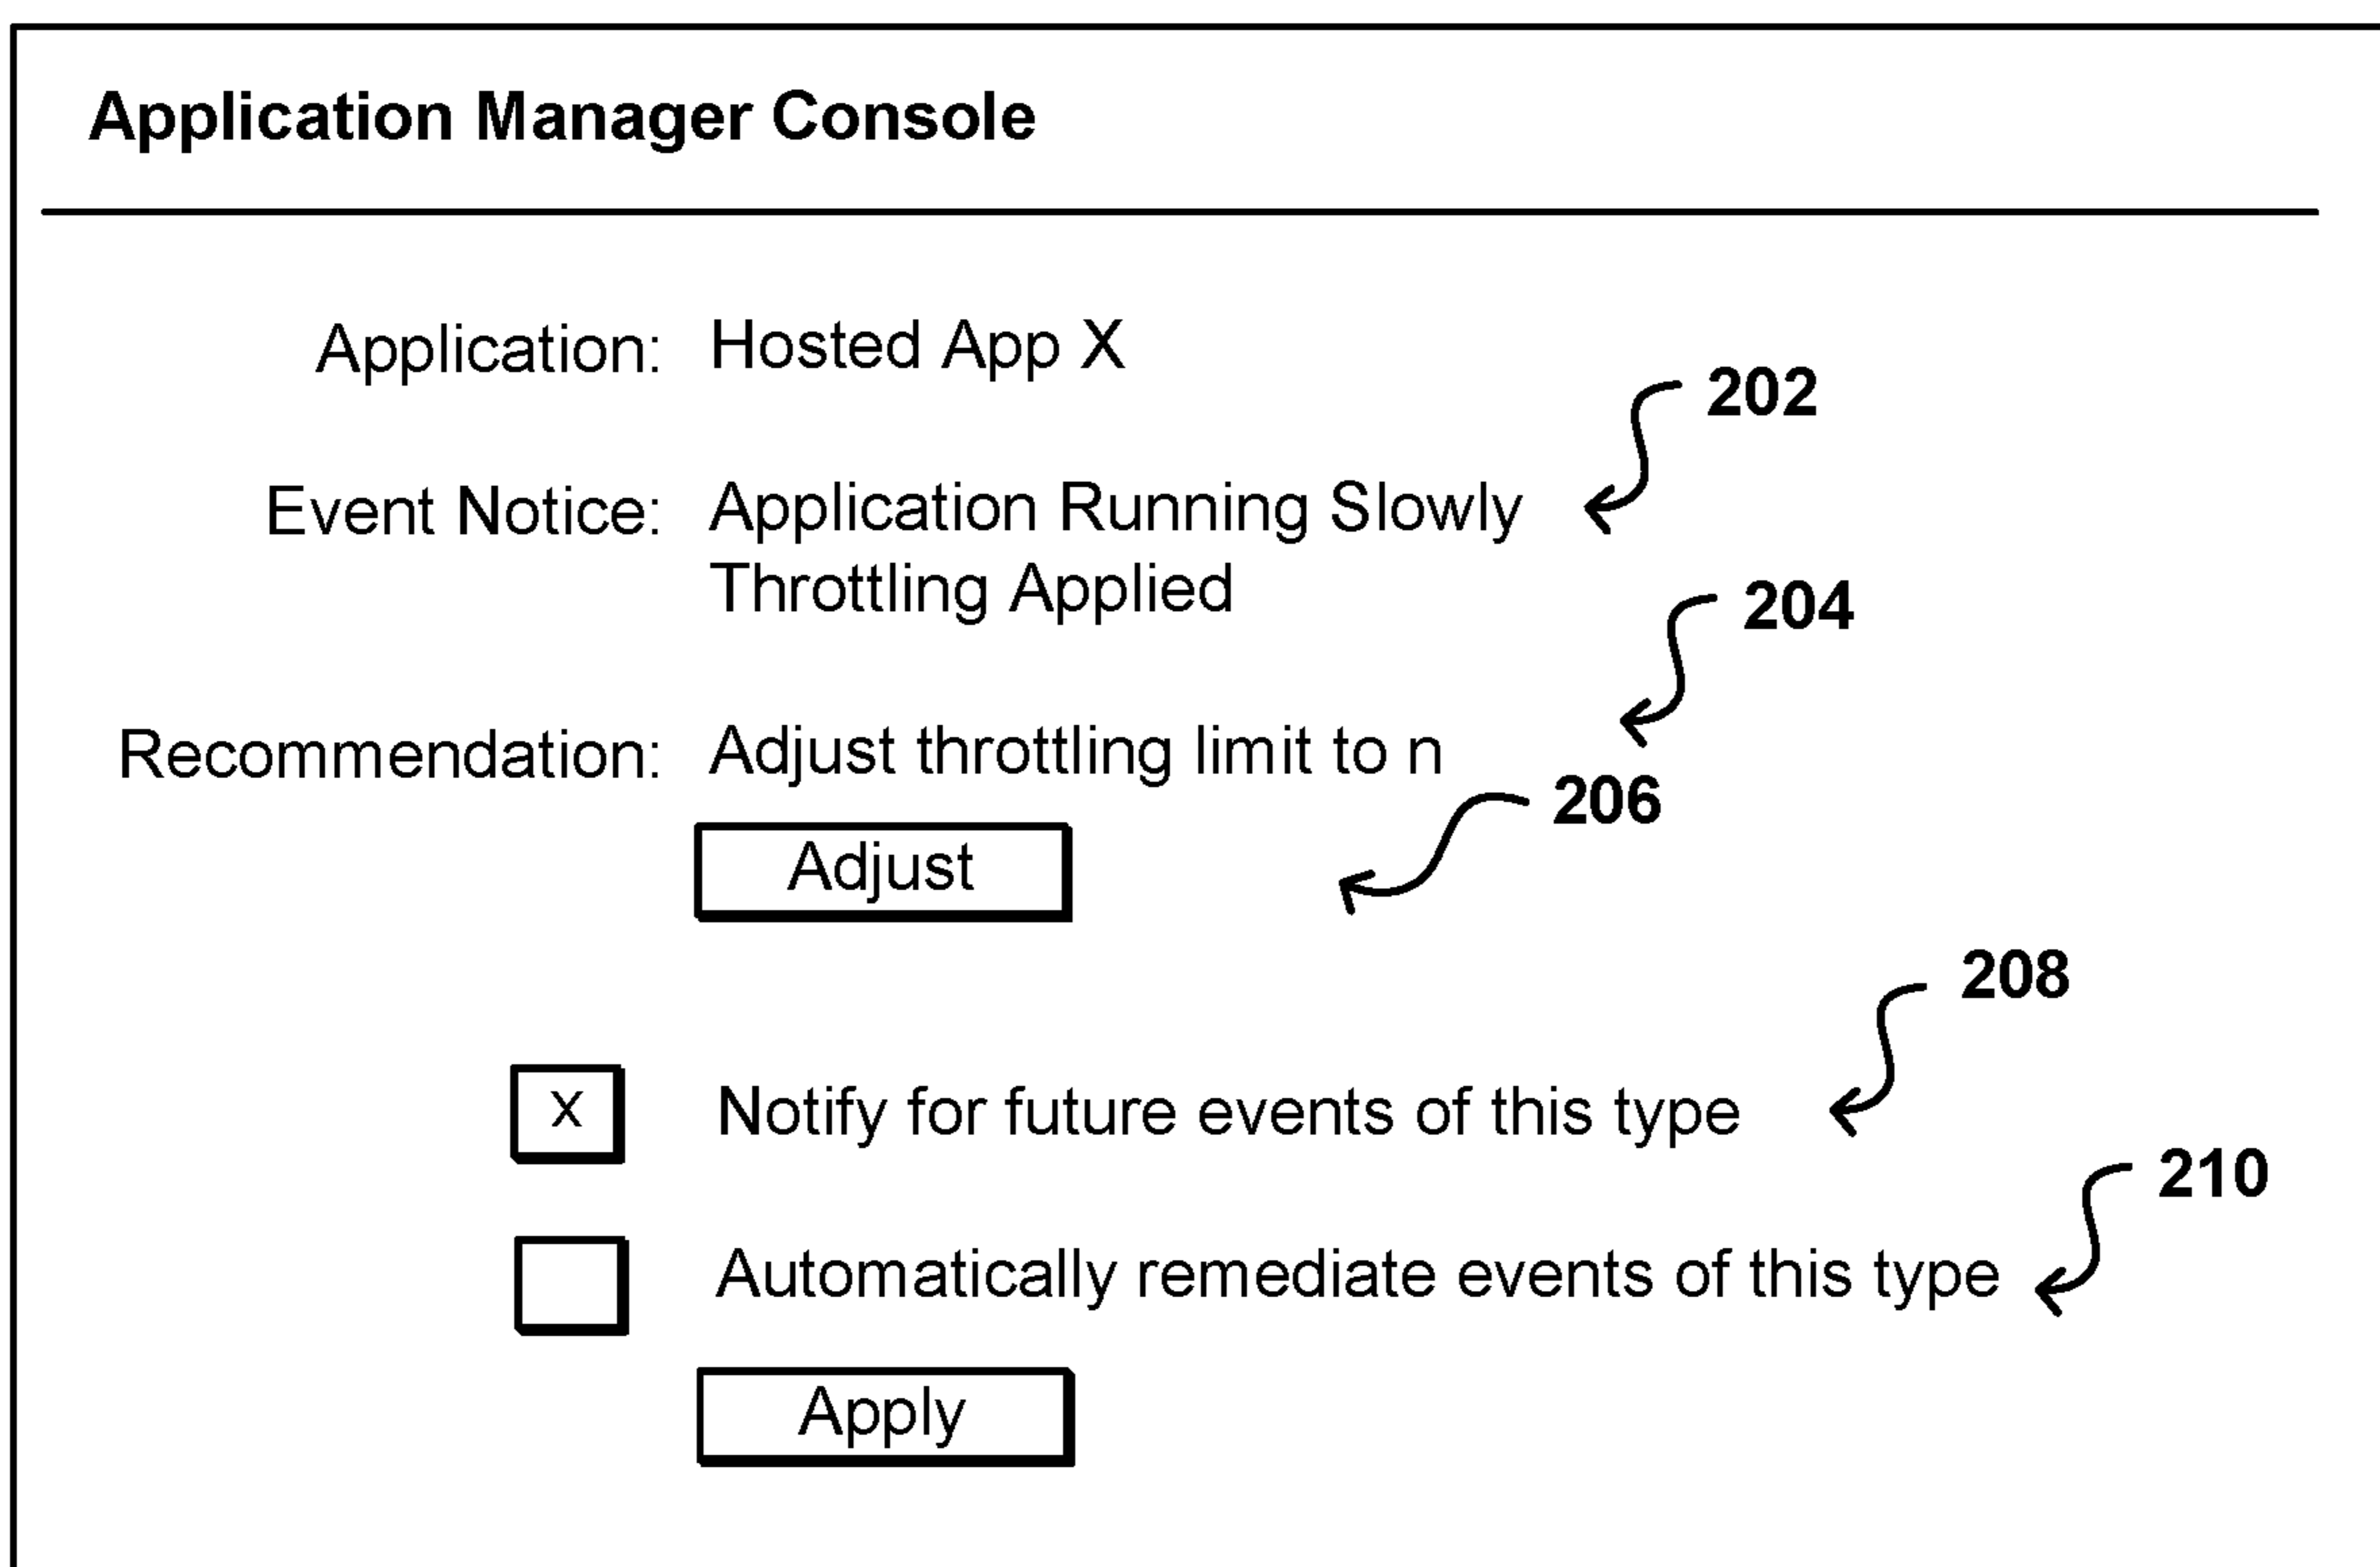 Application Manager Console
Application: Hosted App X
202
Event Notice: Application Running Slowly
Throttling Applied
204
Recommendation: Adjust throttling limit to n
206
Adjust
208
X Notify for future events of this type
210
Automatically remediate events of this type
Apply